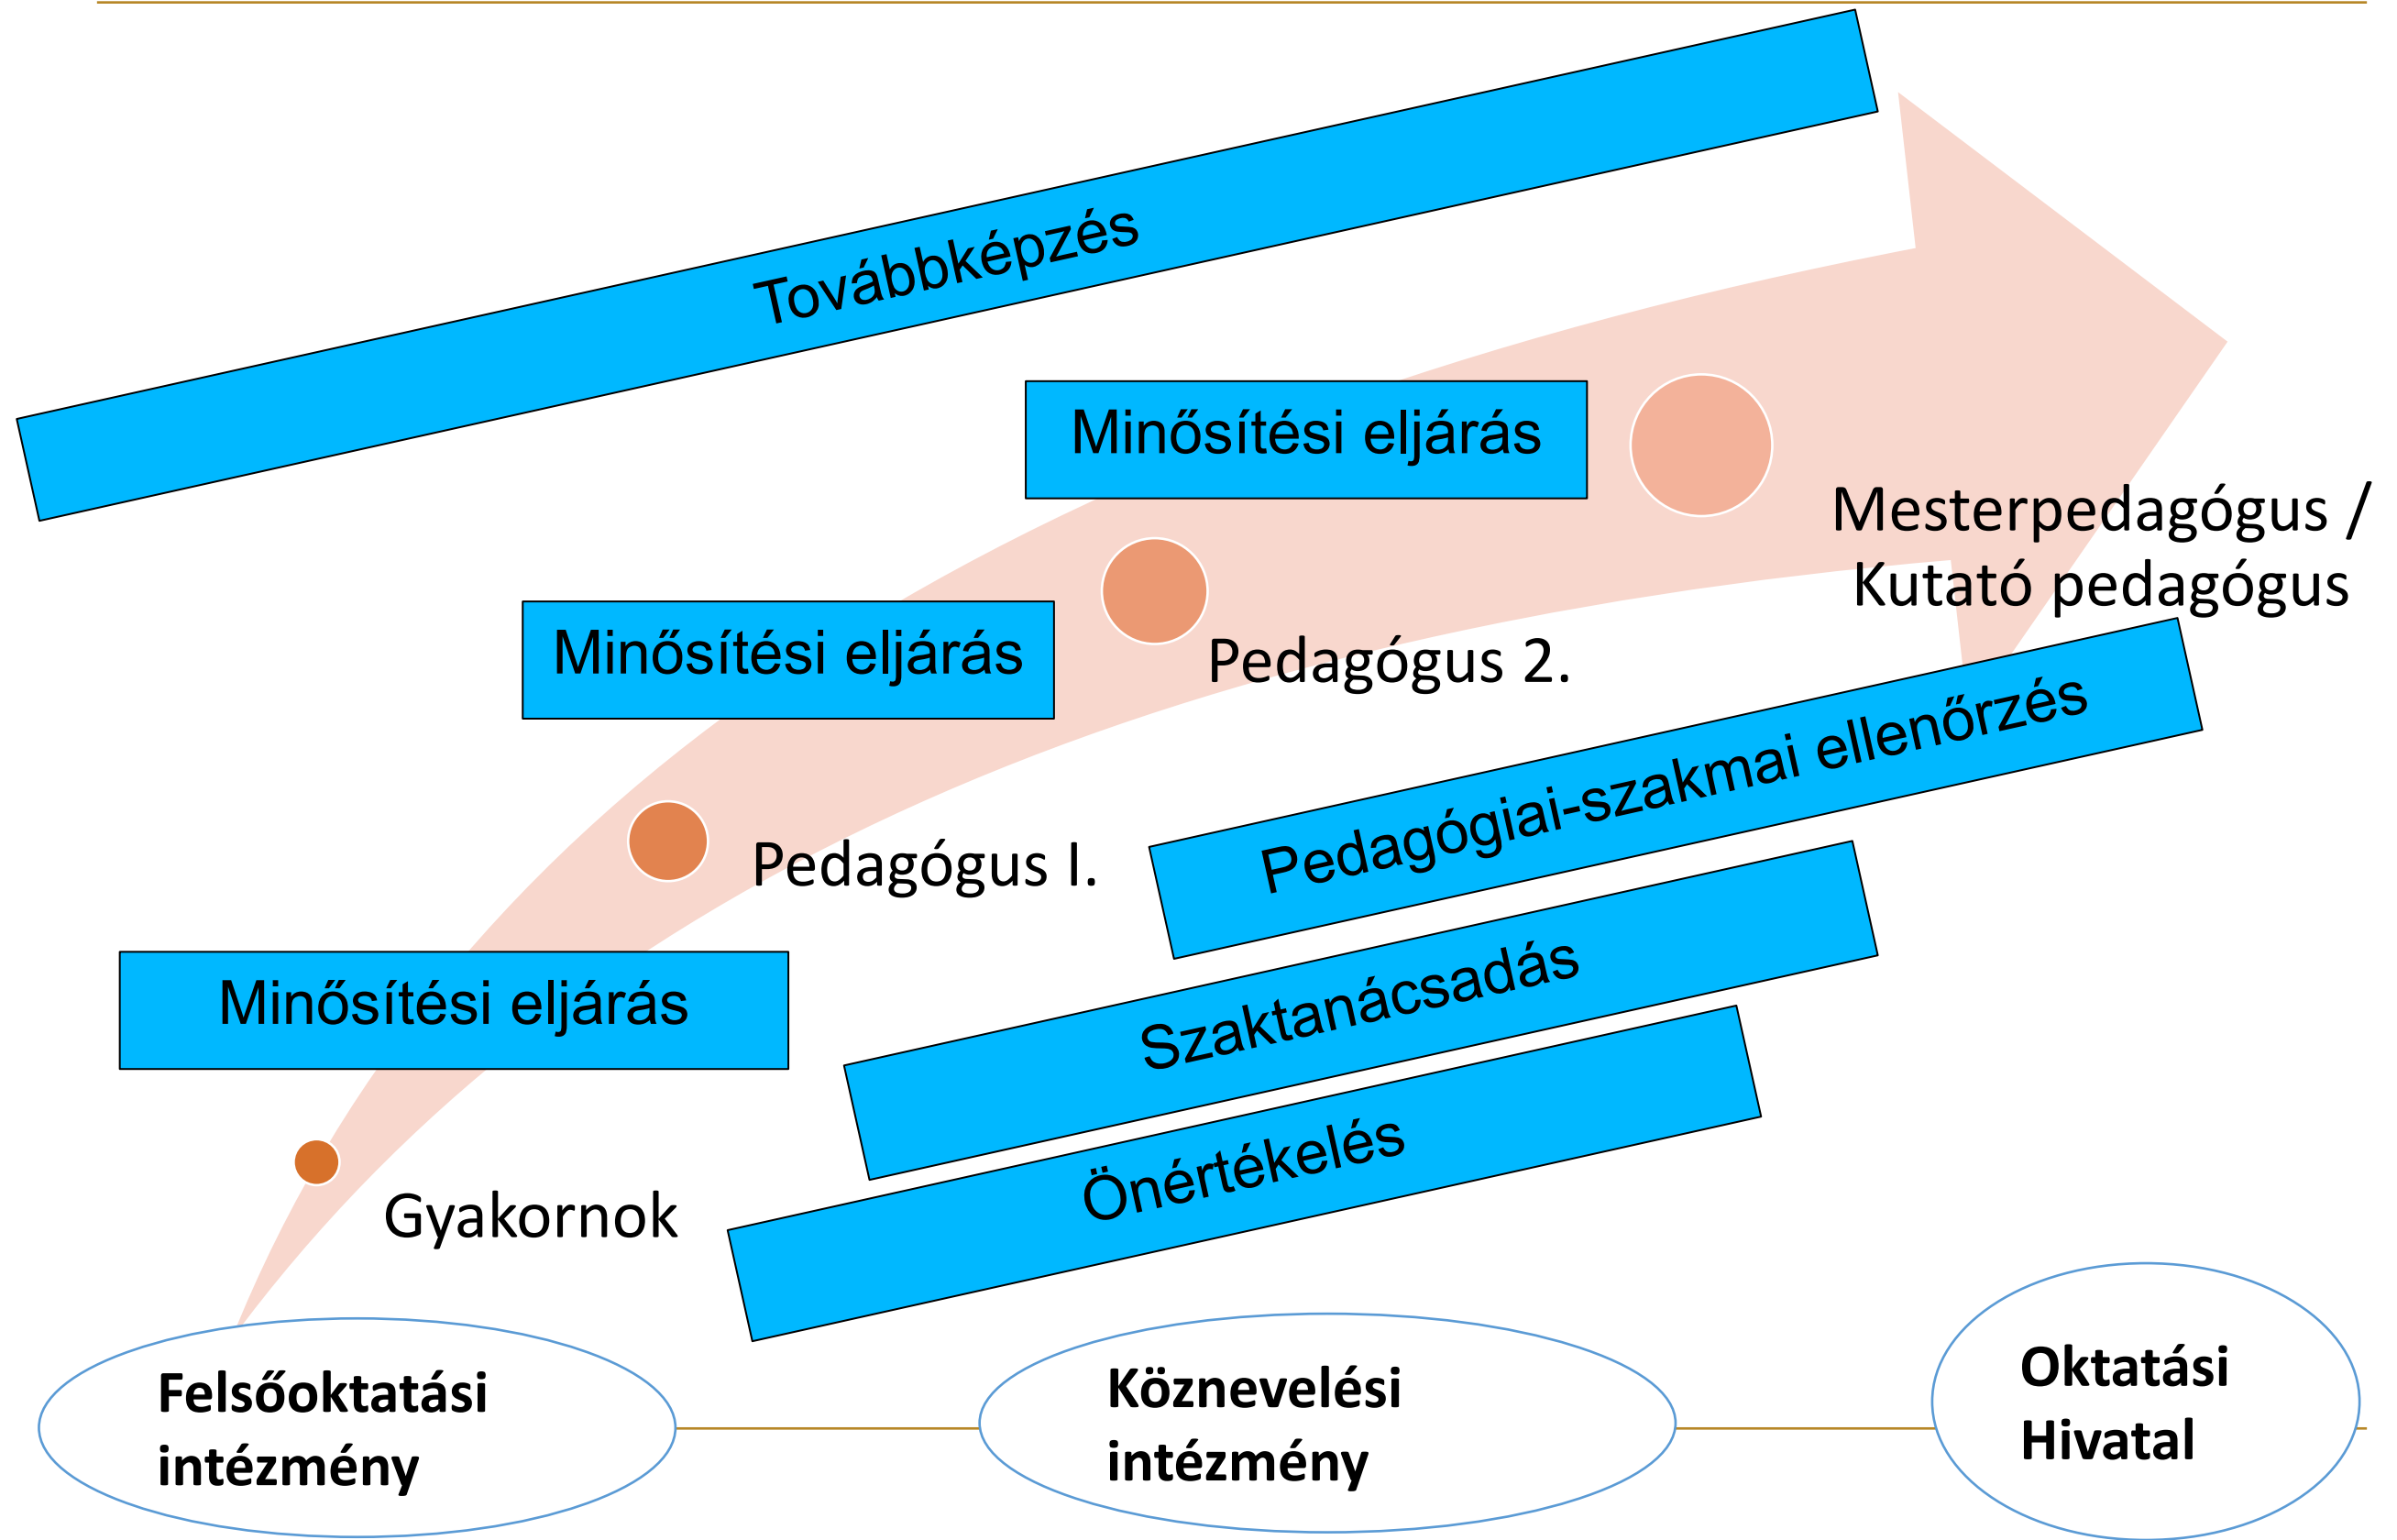 Továbbképzés
Minősítési eljárás
Mesterpedagógus /
Kutató pedagógus
Minősítési eljárás
Pedagógus 2.
Pedagógiai-szakmai ellenőrzés
Pedagógus I.
Minősítési eljárás
Szaktanácsadás
Önértékelés
Gyakornok
Felsőoktatási
intézmény
Köznevelési
intézmény
Oktatási
Hivatal